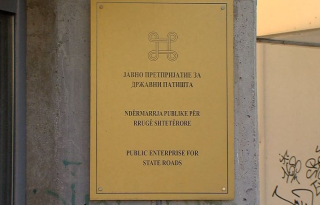 ЈАВНО ПРЕТПРИЈАТИЕ ЗА
ДРЖАВНИ ПАТИШТА
NDËRMARRJA PUBLIKE PËR
RRUGË SHTETËRORE
PUBLIC ENTERPRISE FOR
STATE ROADS